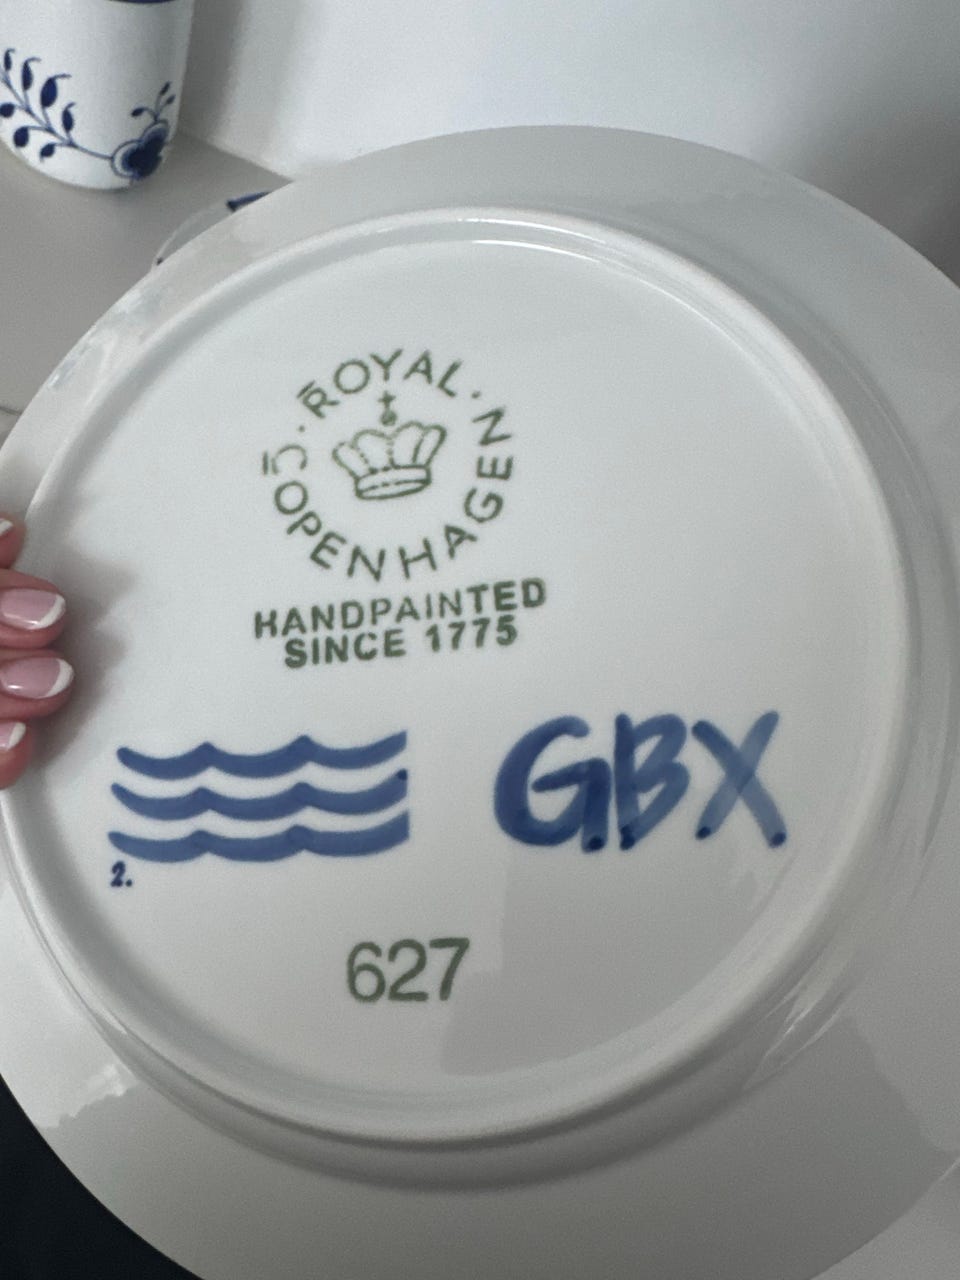 ROYAL · COPENHAGEN ·
HANDPAINTED
SINCE 1775
GBX
2.
627